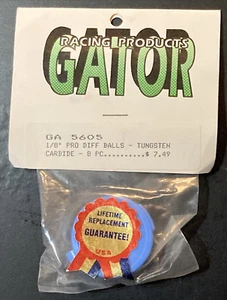 RACING PRODUCTS
GATOR
GA 5605
1/8" PRO DIFF BALLS - TUNGSTEN
CARBIDE - 8 PC..........,$ 7.49
LIFETIME
REPLACEMENT
GUARANTEE!
USA